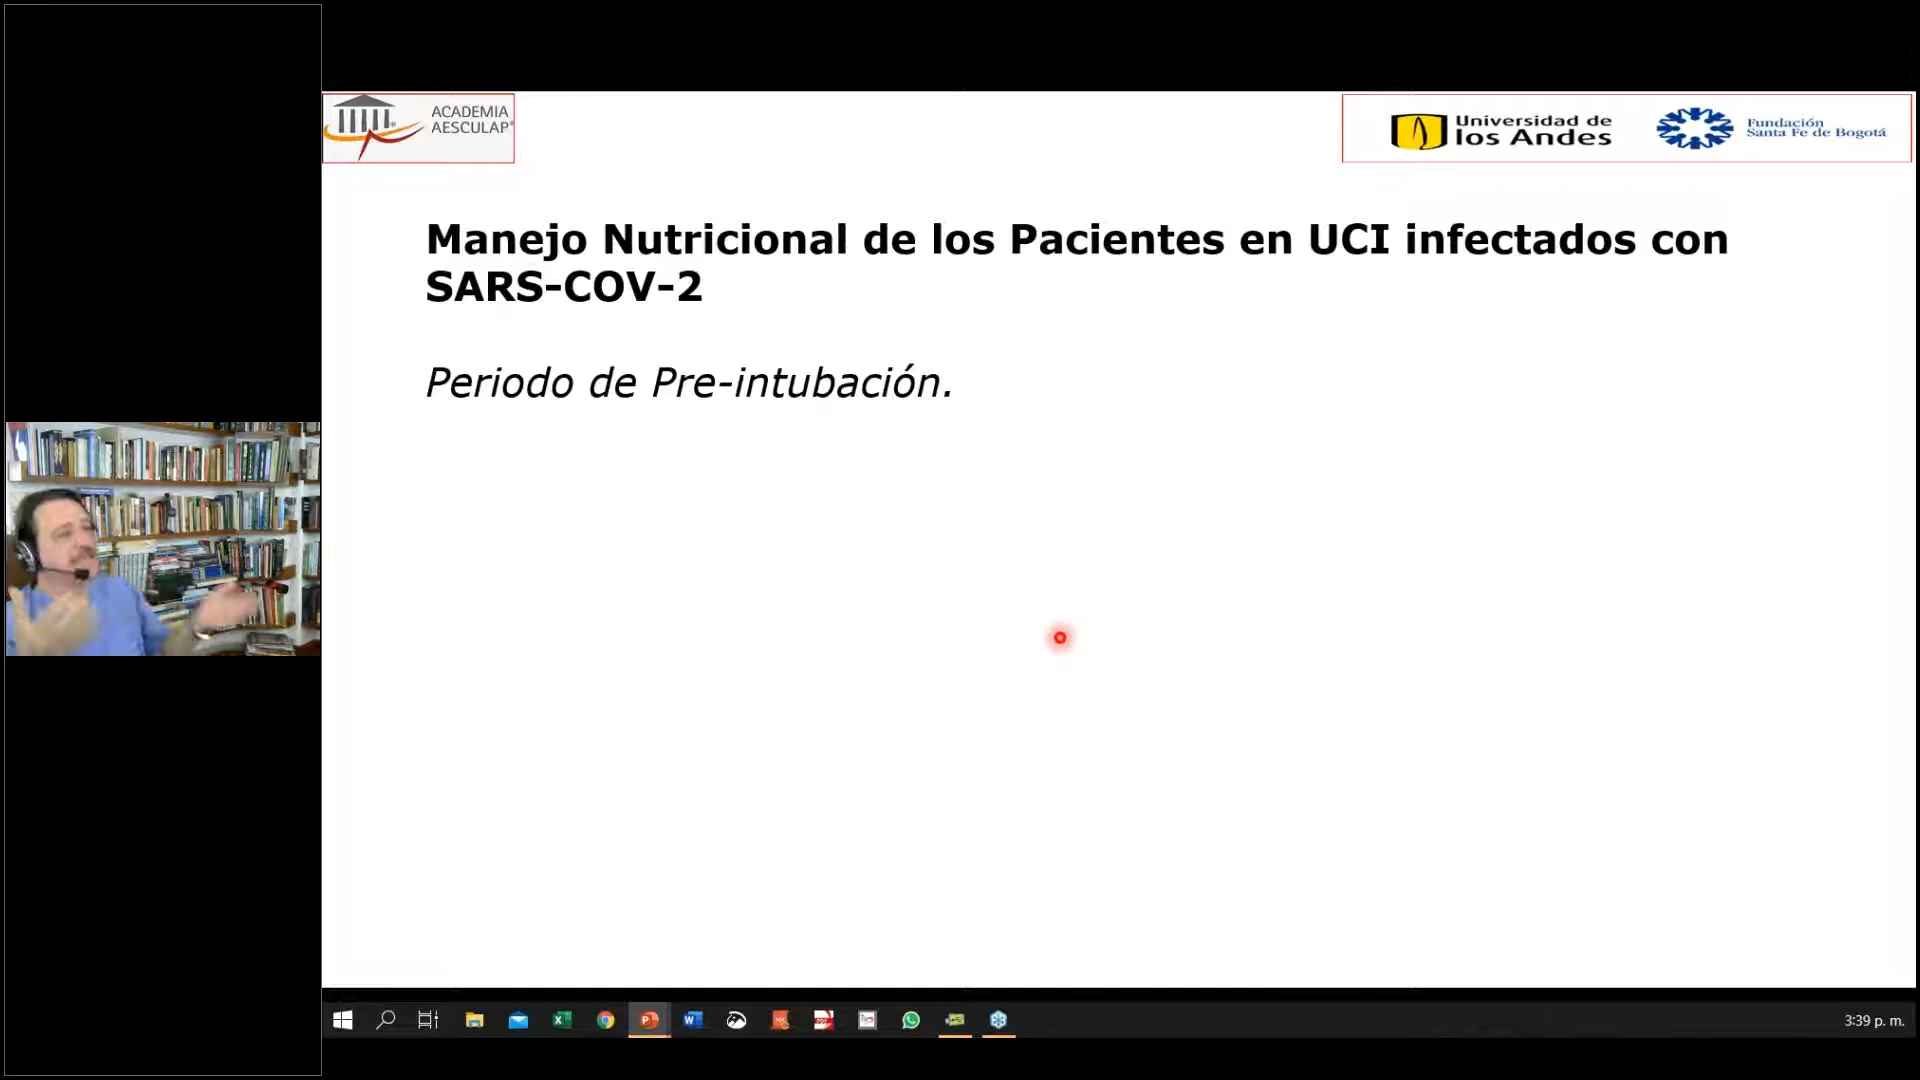 ACADEMIA
AESCULAP®
Universidad de
los Andes
Fundación
Santa Fe de Bogotá
Manejo Nutricional de los Pacientes en UCI infectados con
SARS-COV-2
Periodo de Pre-intubación.
3:39 p. m.